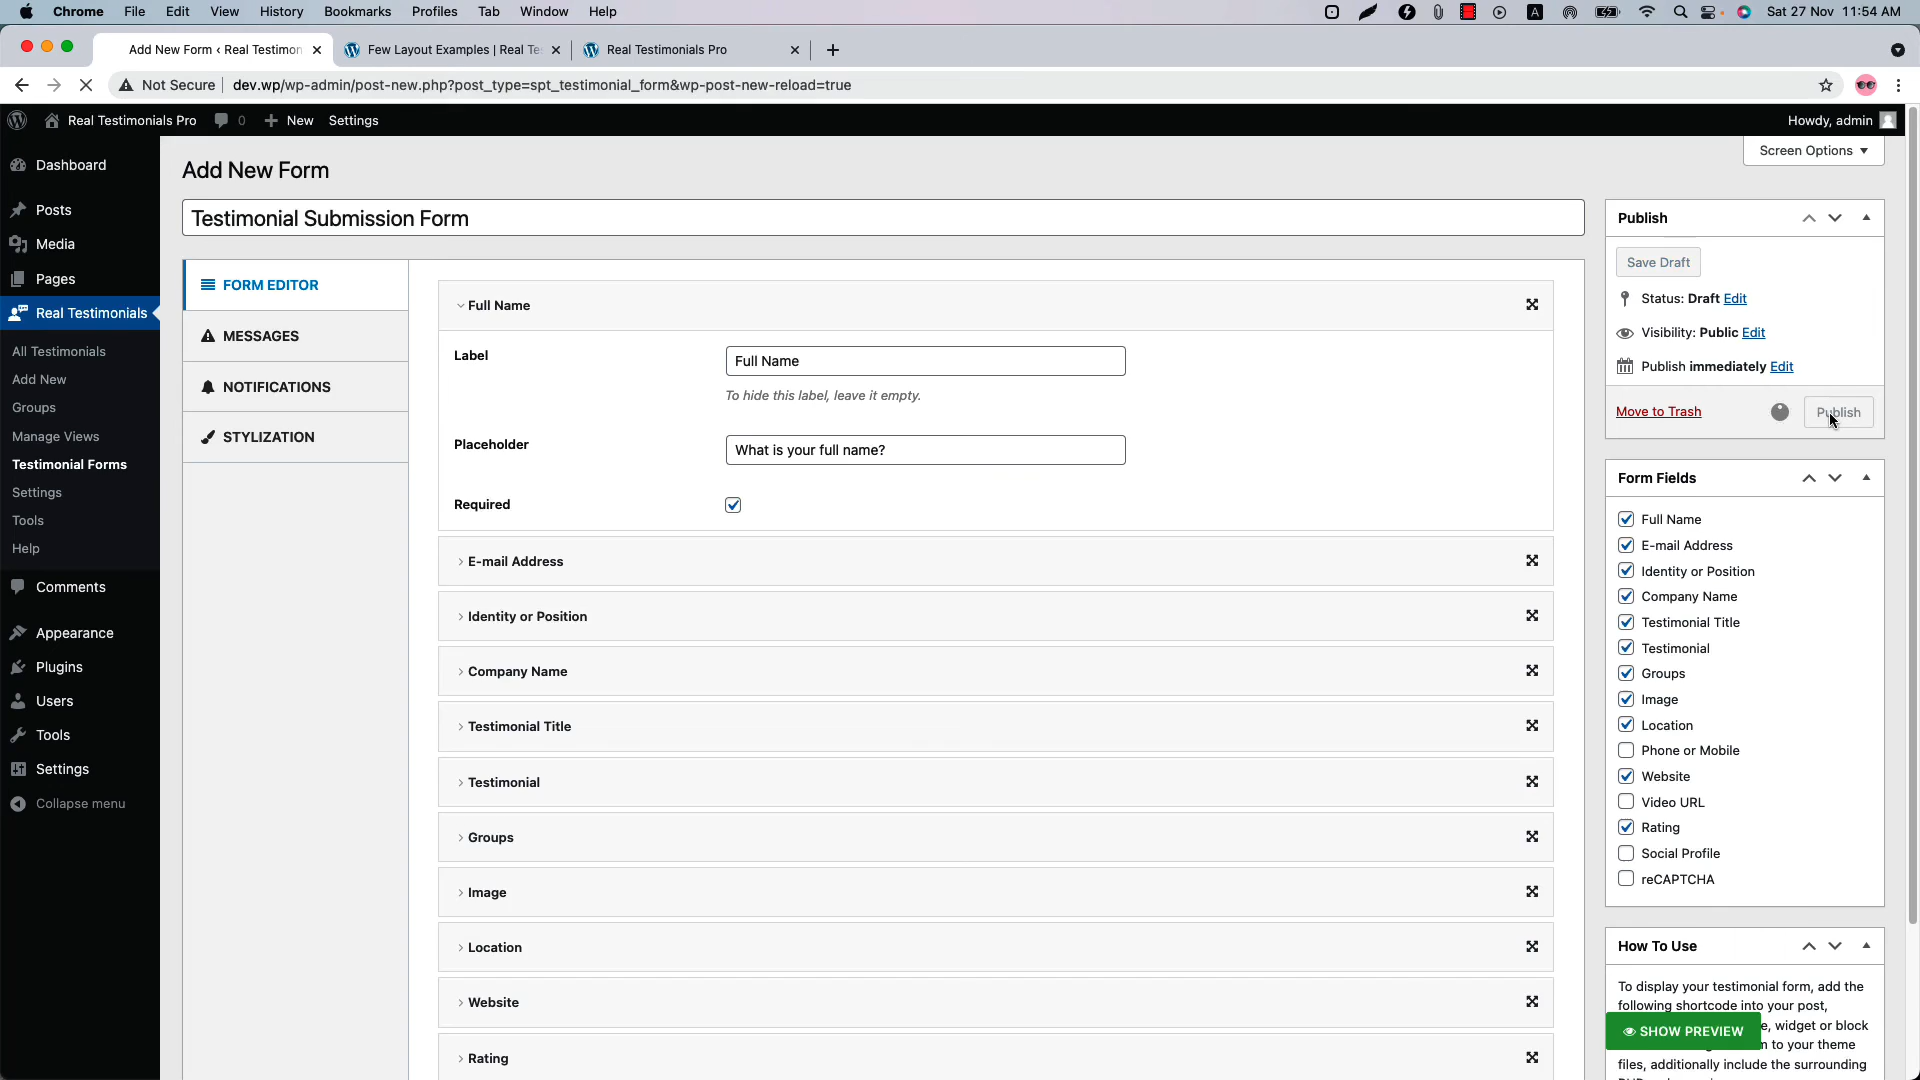 Chrome File Edit View History Bookmarks Profiles Tab Window Help A Sat 27 Nov 11:54 AM
Add New Form ‹ Real Testimon Few Layout Examples | Real Te Real Testimonials Pro
Not Secure dev.wp/wp-admin/post-new.php?post_type=spt_testimonial_form&wp-post-new-reload=true
Real Testimonials Pro 0 New Settings Howdy, admin
Screen Options
Dashboard
Posts
Media
Pages
Real Testimonials
All Testimonials
Add New
Groups
Manage Views
Testimonial Forms
Settings
Tools
Help
Comments
Appearance
Plugins
Users
Tools
Settings
Collapse menu
Add New Form
Testimonial Submission Form
FORM EDITOR
MESSAGES
NOTIFICATIONS
STYLIZATION
Full Name
Label
Full Name
To hide this label, leave it empty.
Placeholder
What is your full name?
Required
E-mail Address
Identity or Position
Company Name
Testimonial Title
Testimonial
Groups
Image
Location
Website
Rating
Publish
Save Draft
Status: Draft Edit
Visibility: Public Edit
Publish immediately Edit
Move to Trash Publish
Form Fields
Full Name
E-mail Address
Identity or Position
Company Name
Testimonial Title
Testimonial
Groups
Image
Location
Phone or Mobile
Website
Video URL
Rating
Social Profile
reCAPTCHA
How To Use
To display your testimonial form, add the
following shortcode into your post,
SHOW PREVIEW
e, widget or block
to your theme
files, additionally include the surrounding